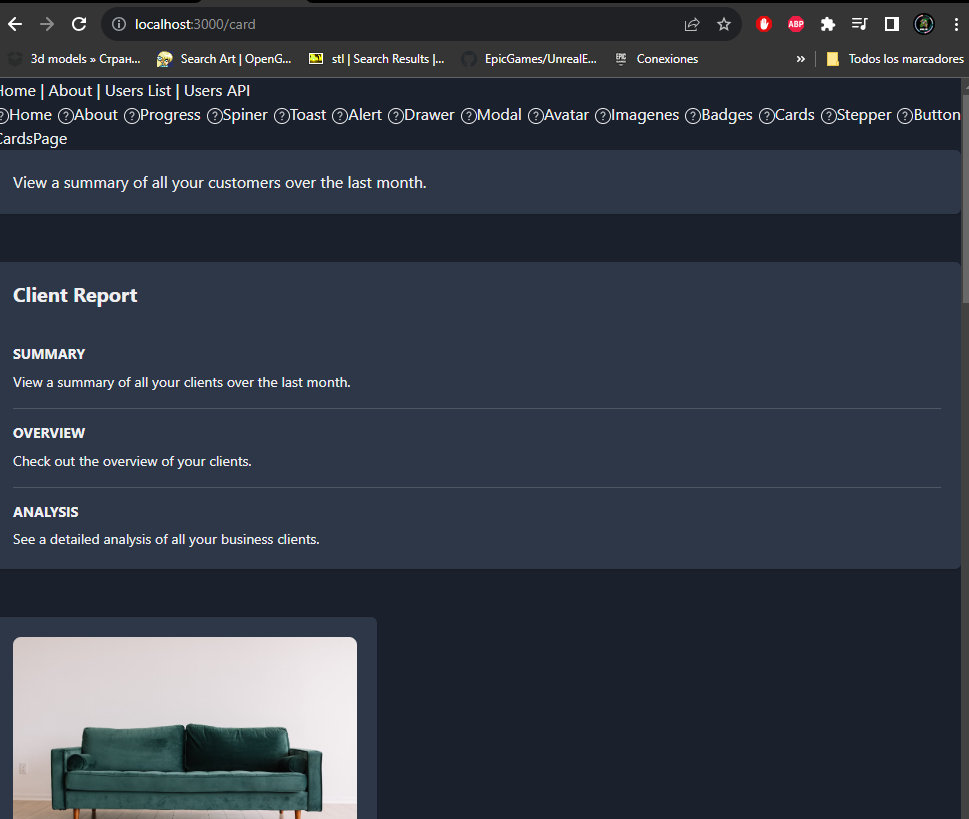 localhost:3000/card
ABP
3d models » Стран... Search Art | OpenG... stl | Search Results |... EPIC EpicGames/UnrealE... Conexiones » Todos los marcadores
Home | About | Users List | Users API
?Home ?About ?Progress ?Spiner ?Toast ?Alert ?Drawer ?Modal ?Avatar ?Imagenes ?Badges ?Cards ?Stepper ?Button
CardsPage
View a summary of all your customers over the last month.
Client Report
SUMMARY
View a summary of all your clients over the last month.
OVERVIEW
Check out the overview of your clients.
ANALYSIS
See a detailed analysis of all your business clients.